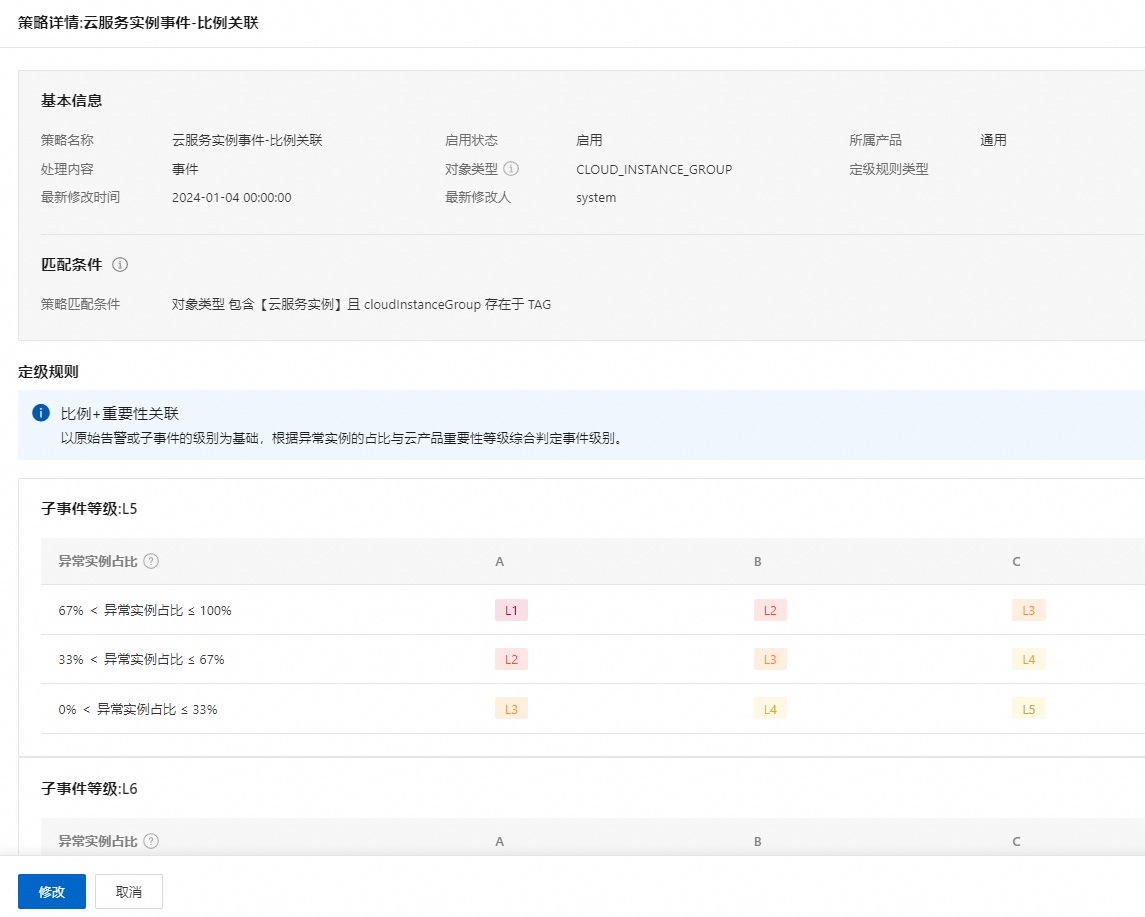 策略详情:云服务实例事件-比例关联
基本信息
策略名称 云服务实例事件-比例关联 启用状态 启用 所属产品 通用
处理内容 事件 对象类型 CLOUD_INSTANCE_GROUP 定级规则类型
最新修改时间 2024-01-04 00:00:00 最新修改人 system
匹配条件
策略匹配条件 对象类型 包含【云服务实例】且 cloudInstanceGroup 存在于 TAG
定级规则
比例+重要性关联
以原始告警或子事件的级别为基础，根据异常实例的占比与云产品重要性等级综合判定事件级别。
子事件等级:L5
异常实例占比 A B C
67% < 异常实例占比 ≤ 100% L1 L2 L3
33% < 异常实例占比 ≤ 67% L2 L3 L4
0% < 异常实例占比 ≤ 33% L3 L4 L5
子事件等级:L6
异常实例占比 A B C
修改 取消